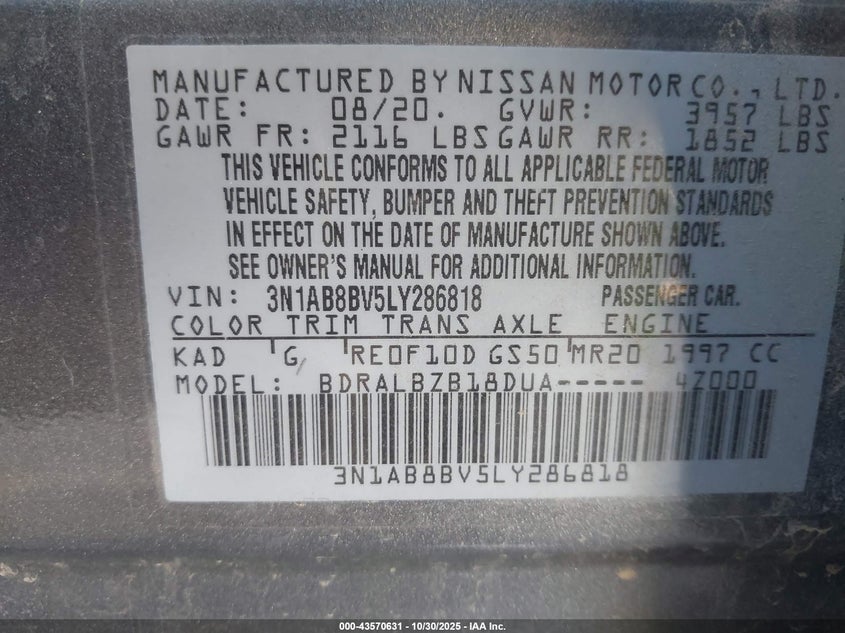 MANUFACTURED BY NISSAN MOTOR CO., LTD.
DATE: 08/20. GVWR: 3957 LBS
GAWR FR: 2116 LBS GAWR RR: 1852 LBS
THIS VEHICLE CONFORMS TO ALL APPLICABLE FEDERAL MOTOR
VEHICLE SAFETY, BUMPER AND THEFT PREVENTION STANDARDS
IN EFFECT ON THE DATE OF MANUFACTURE SHOWN ABOVE.
SEE OWNER'S MANUAL FOR ADDITIONAL INFORMATION.
VIN: 3N1AB8BV5LY286818 PASSENGER CAR.
COLOR TRIM TRANS AXLE ENGINE
KAD G RE0F10D GS50 MR20 1997 CC
MODEL: BDRALBZB18DUA----- 4Z000
3N1AB8BV5LY286818
000-43570631 - 10/30/2025 - IAA Inc.